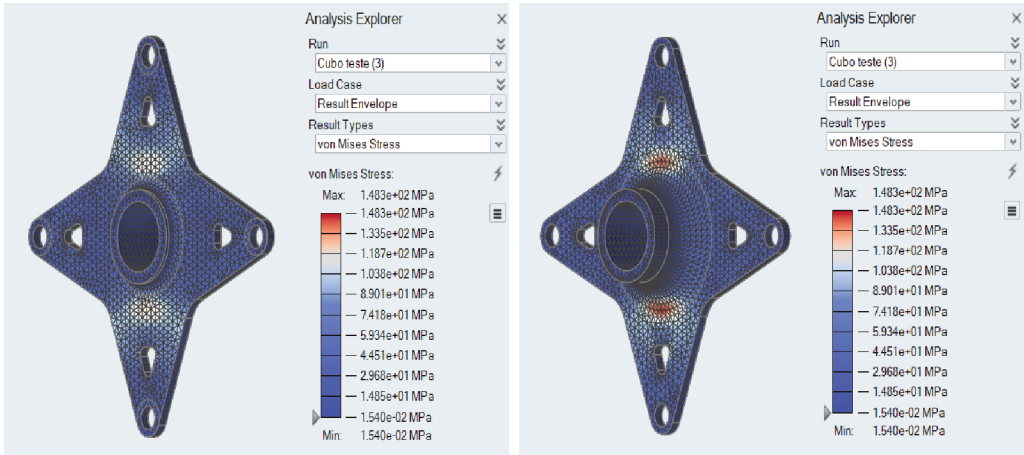 Analysis Explorer
Run
Cubo teste (3)
Load Case
Result Envelope
Result Types
von Mises Stress
von Mises Stress:
Max: 1.483e+02 MPa
1.483e+02 MPa
1.335e+02 MPa
1.187e+02 MPa
1.038e+02 MPa
8.901e+01 MPa
7.418e+01 MPa
5.934e+01 MPa
4.451e+01 MPa
2.968e+01 MPa
1.485e+01 MPa
1.540e-02 MPa
Min: 1.540e-02 MPa
Analysis Explorer
Run
Cubo teste (3)
Load Case
Result Envelope
Result Types
von Mises Stress
von Mises Stress:
Max: 1.483e+02 MPa
1.483e+02 MPa
1.335e+02 MPa
1.187e+02 MPa
1.038e+02 MPa
8.901e+01 MPa
7.418e+01 MPa
5.934e+01 MPa
4.451e+01 MPa
2.968e+01 MPa
1.485e+01 MPa
1.540e-02 MPa
Min: 1.540e-02 MPa